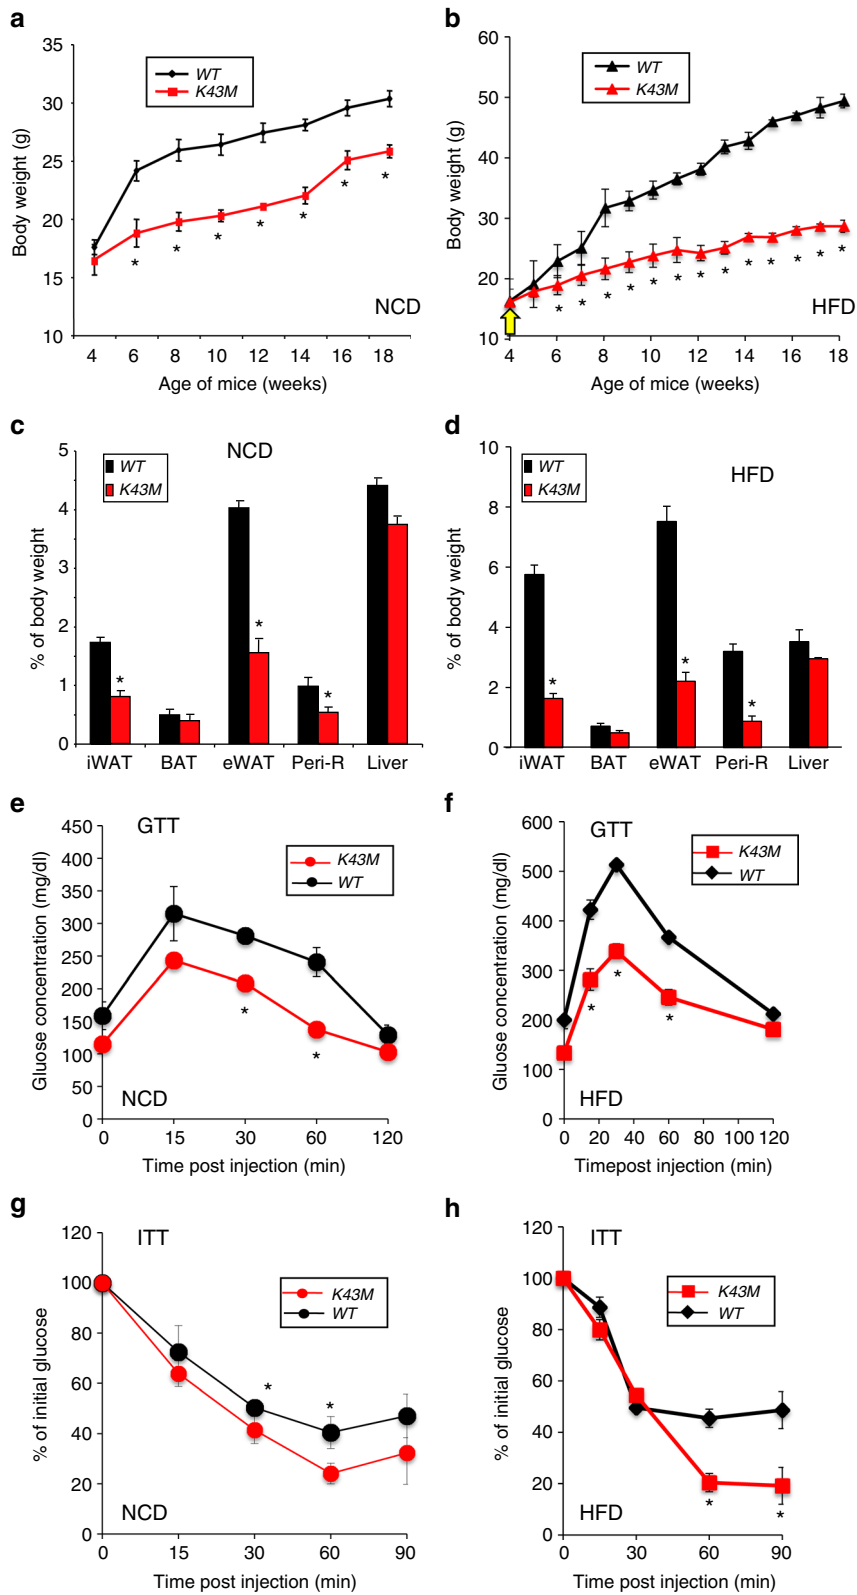 a
35
30
25
20
15
10
Body weight (g)
WT
K43M
* * * * * * *
NCD
4 6 8 10 12 14 16 18
Age of mice (weeks)
b
60
50
40
30
20
10
Body weight (g)
WT
K43M
* * * * * * * * * * * * *
HFD
4 6 8 10 12 14 16 18
Age of mice (weeks)
c
NCD
5
4
3
2
1
0
% of body weight
WT
K43M
* * *
iWAT BAT eWAT Peri-R Liver
d
HFD
10
8
6
4
2
0
% of body weight
WT
K43M
* * *
iWAT BAT eWAT Peri-R Liver
e
GTT
450
400
350
300
250
200
150
100
50
0
Gluose concentration (mg/dl)
K43M
WT
* *
NCD
0 15 30 60 120
Time post injection (min)
f
GTT
600
500
400
300
200
100
0
Glucose concentration (mg/dl)
K43M
WT
* * *
HFD
0 20 40 60 80 100 120
Timepost injection (min)
g
ITT
120
100
80
60
40
20
0
% of initial glucose
K43M
WT
* *
NCD
0 15 30 60 90
Time post injection (min)
h
ITT
120
100
80
60
40
20
0
% of initial glucose
K43M
WT
* *
HFD
0 30 60 90
Time post injection (min)